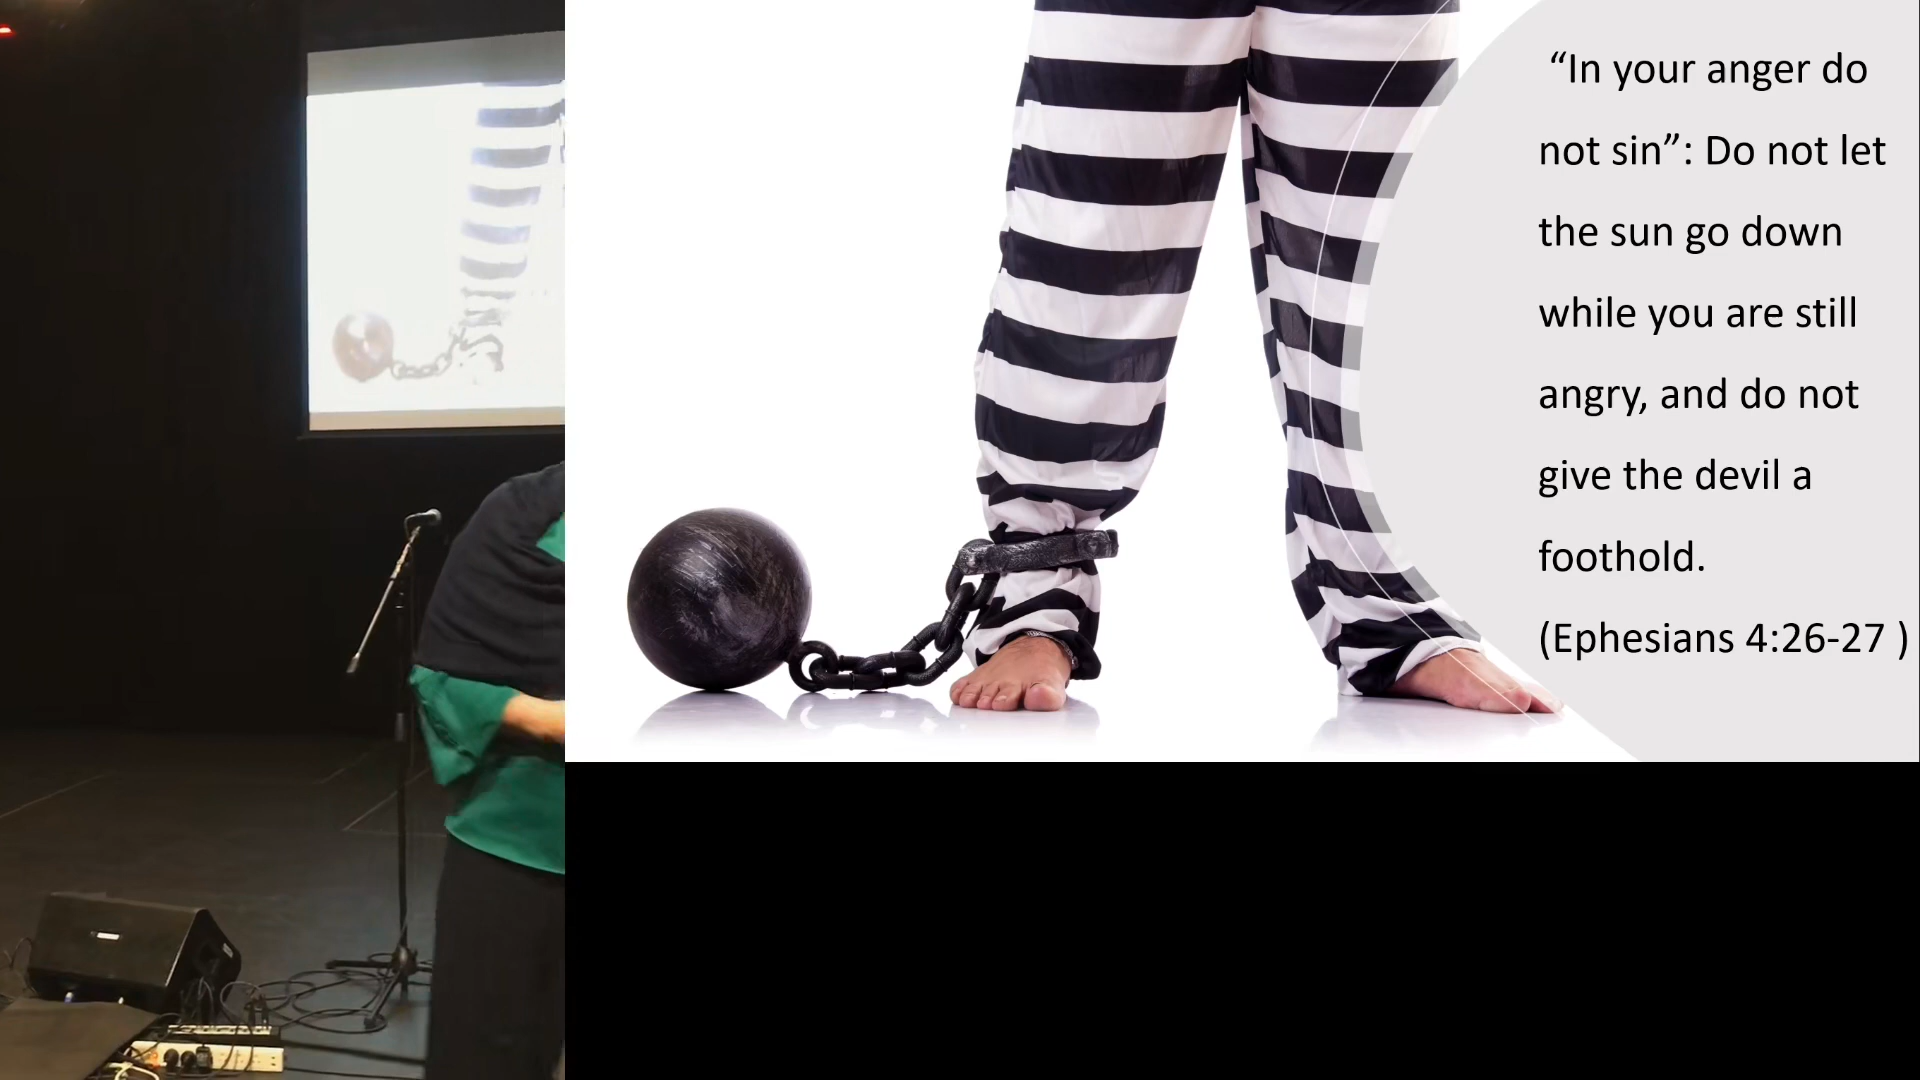 “In your anger do
not sin”: Do not let
the sun go down
while you are still
angry, and do not
give the devil a
foothold.
(Ephesians 4:26-27 )